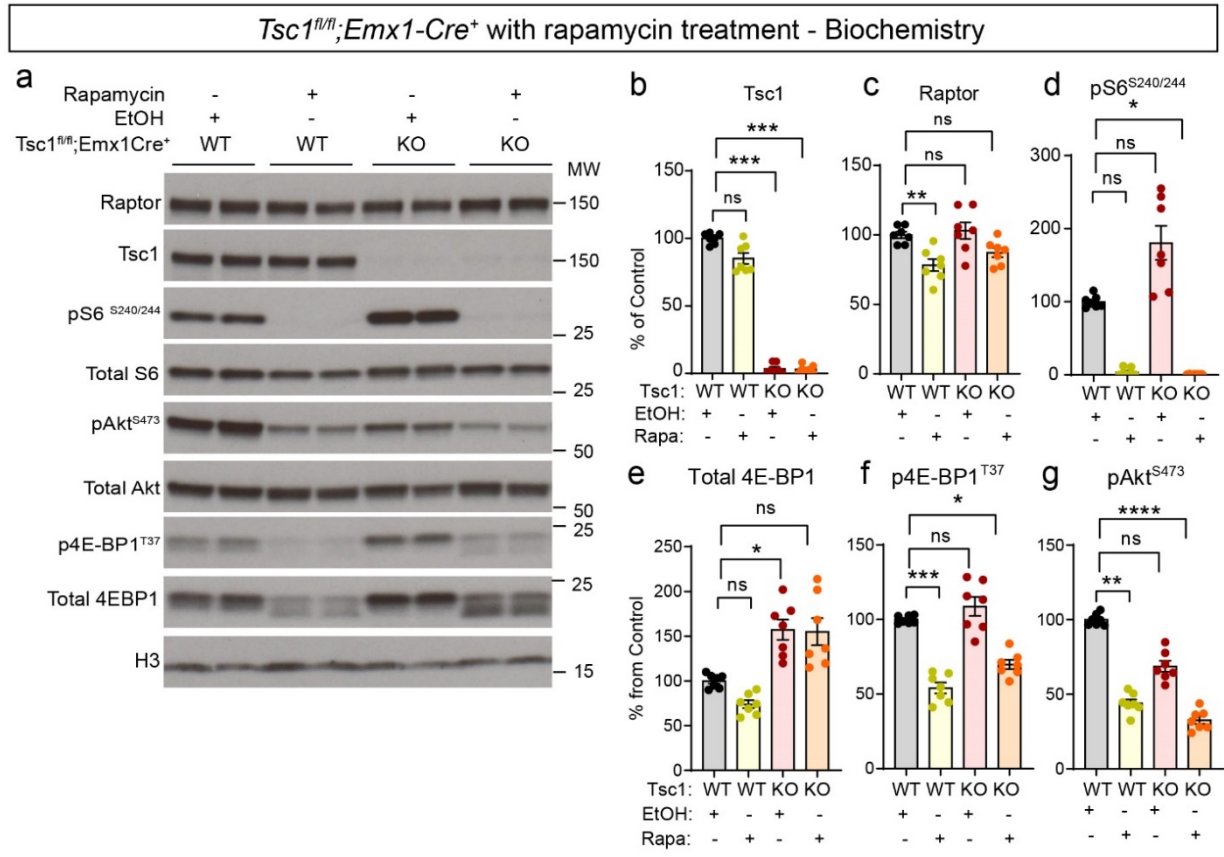 Tsc1fl/fl;Emx1-Cre+ with rapamycin treatment - Biochemistry
a
Rapamycin - + - +
EtOH + - + -
Tsc1fl/fl;Emx1Cre+ WT WT KO KO
MW
Raptor 150
Tsc1 150
pS6 S240/244 25
Total S6 25
pAktS473 50
Total Akt 50
p4E-BP1T37 25
Total 4EBP1 25
H3 15
b
Tsc1
***
***
ns
% of Control
150
100
50
0
Tsc1: WT WT KO KO
EtOH: + - + -
Rapa: - + - +
c
Raptor
ns
ns
**
150
100
50
0
WT WT KO KO
+ - + -
- + - +
d
pS6S240/244
*
ns
ns
300
200
100
0
WT WT KO KO
+ - + -
- + - +
e
Total 4E-BP1
ns
*
ns
% from Control
250
200
150
100
50
0
Tsc1: WT WT KO KO
EtOH: + - + -
Rapa: - + - +
f
p4E-BP1T37
*
ns
***
150
100
50
0
WT WT KO KO
+ - + -
- + - +
g
pAktS473
****
ns
**
150
100
50
0
WT WT KO KO
+ - + -
- + - +